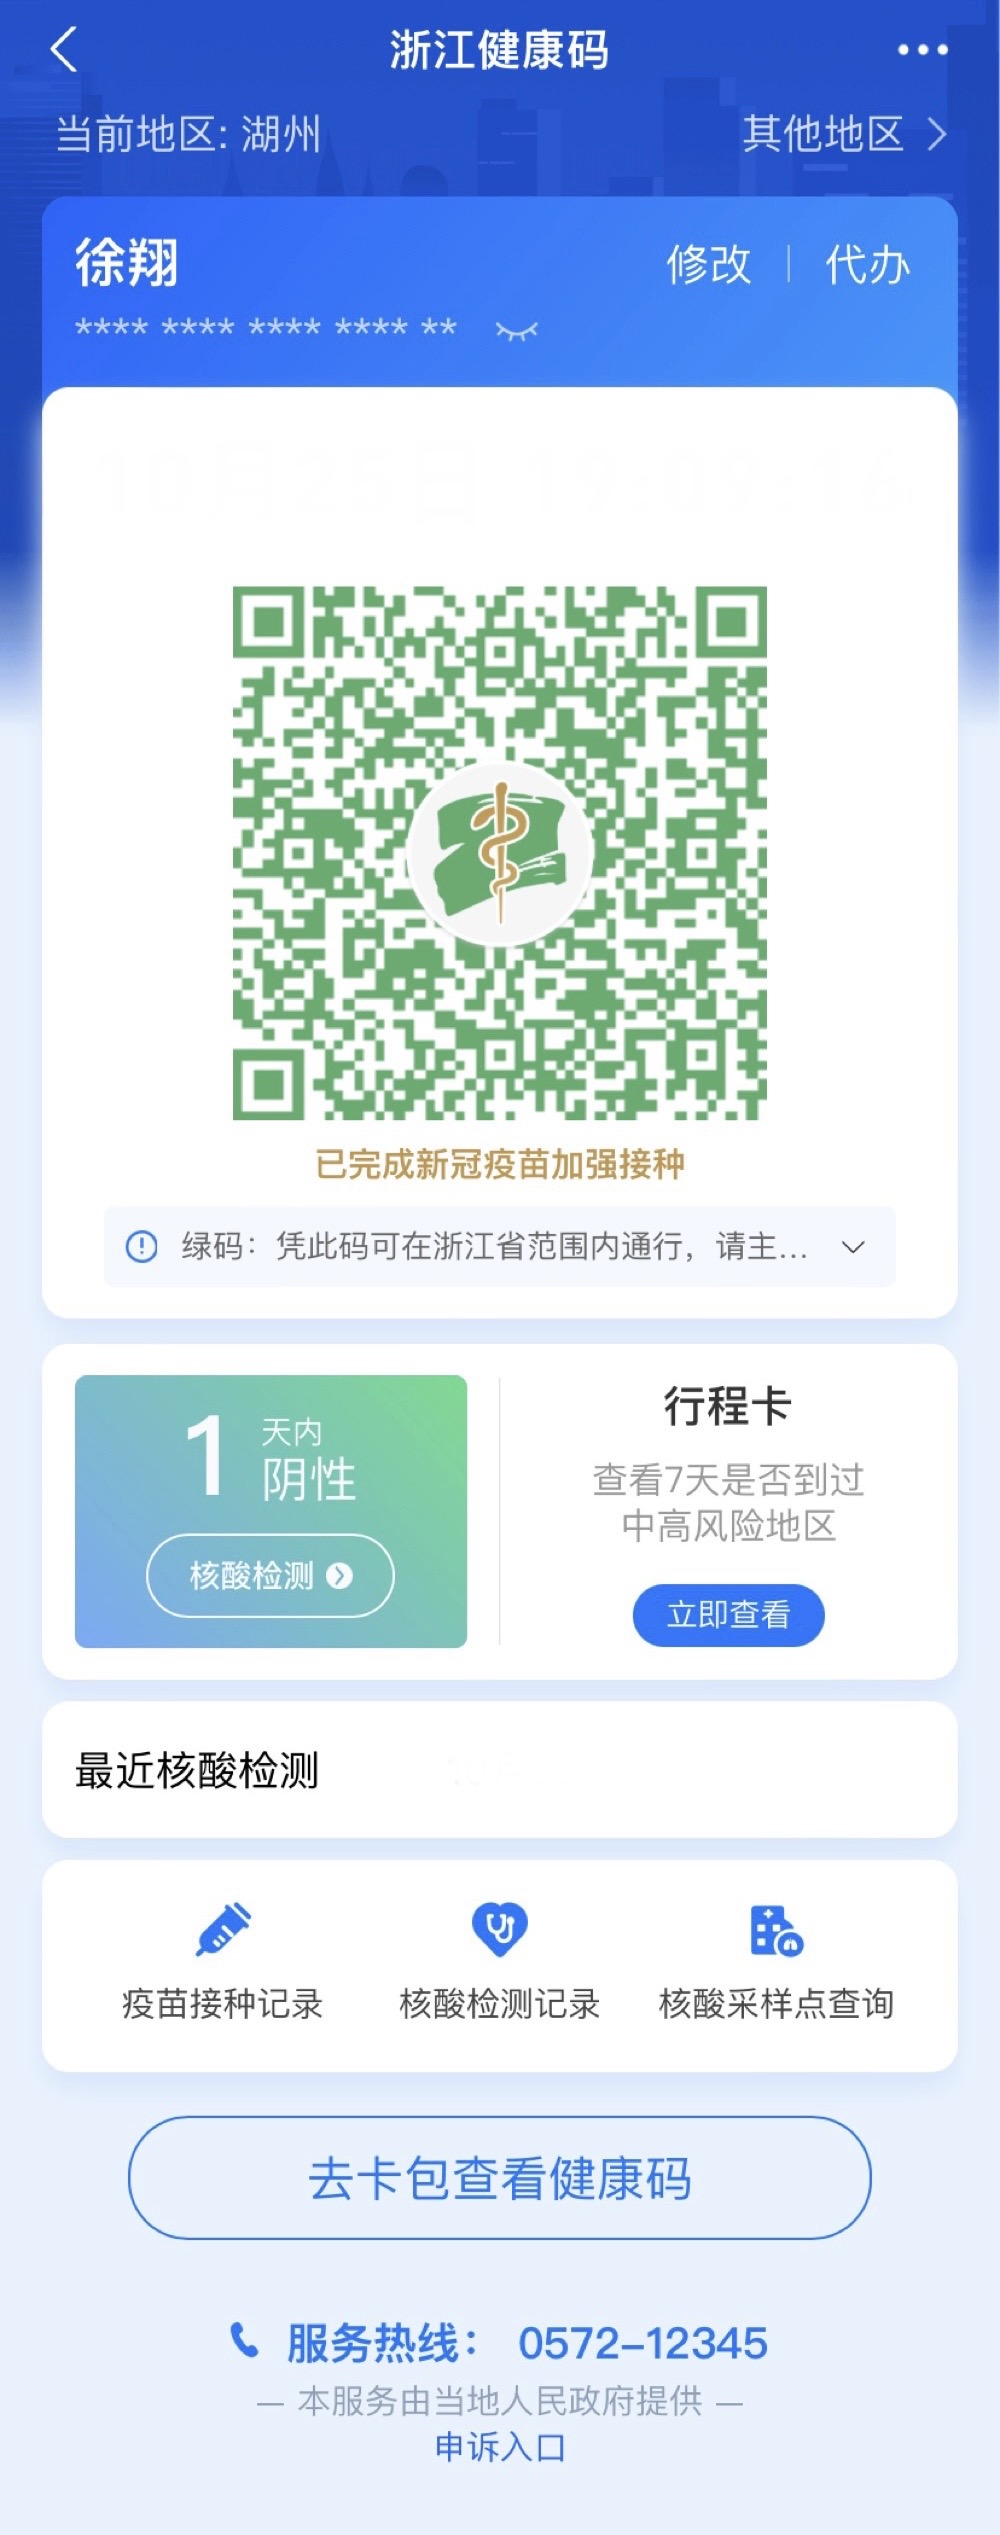 浙江健康码
当前地区: 湖州
其他地区
徐翔
修改
代办
**** **** **** **** **
已完成新冠疫苗加强接种
绿码：凭此码可在浙江省范围内通行，请主...
1 天内
阴性
核酸检测
行程卡
查看7天是否到过
中高风险地区
立即查看
最近核酸检测
疫苗接种记录
核酸检测记录
核酸采样点查询
去卡包查看健康码
服务热线： 0572-12345
— 本服务由当地人民政府提供 —
申诉入口